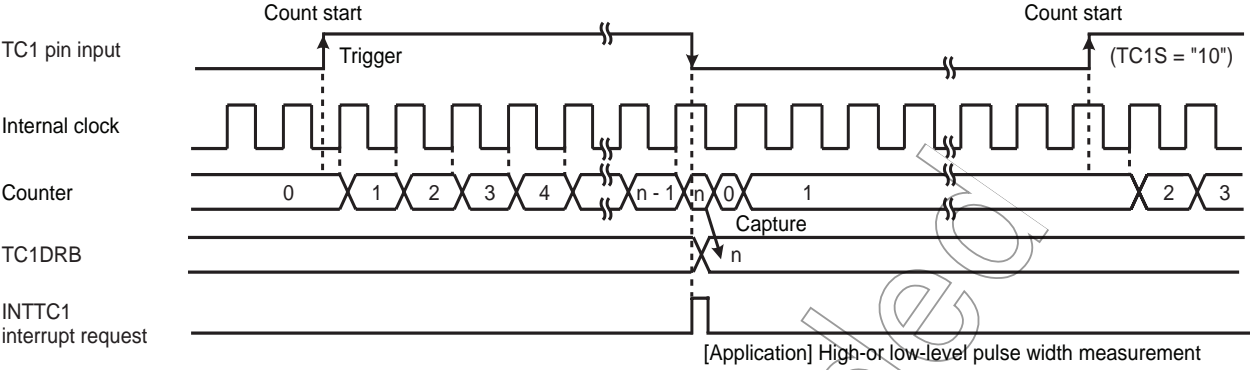 Count start Count start
TC1 pin input Trigger (TC1S = "10")
Internal clock
Counter 0 1 2 3 4 n - 1 n 0 1 2 3
Capture
TC1DRB n
INTTC1
interrupt request
[Application] High-or low-level pulse width measurement